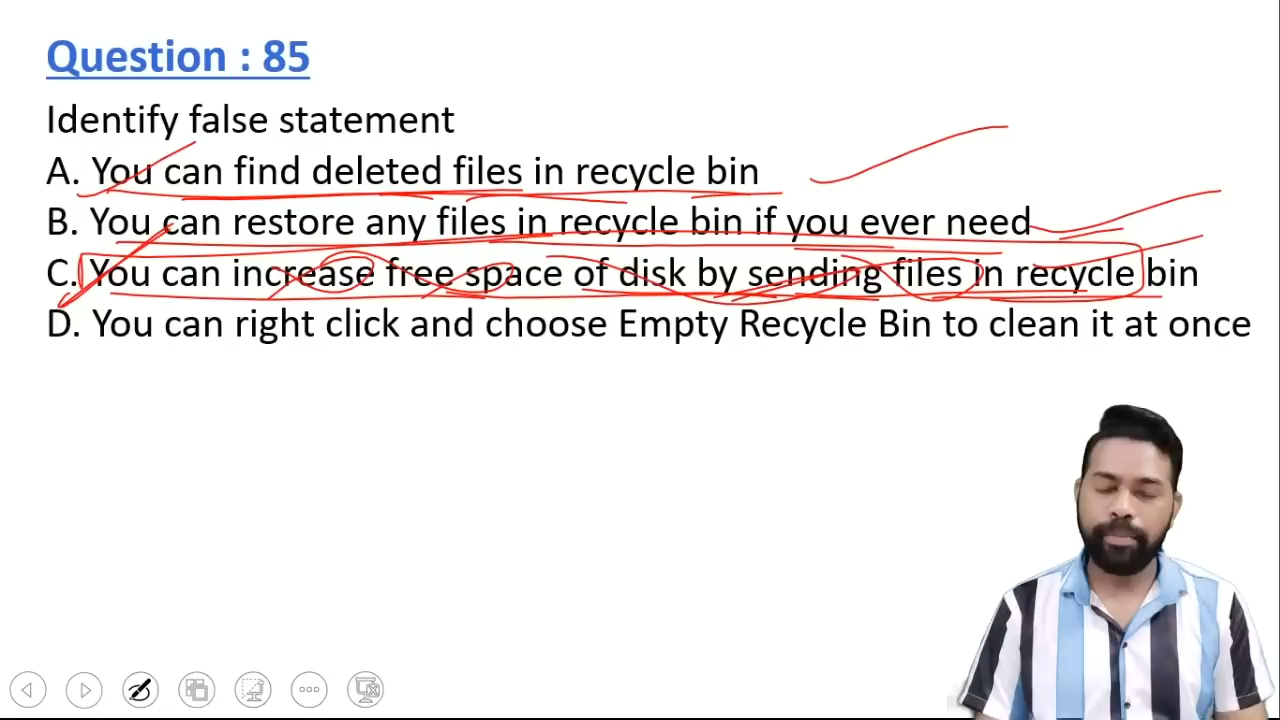 Question : 85
Identify false statement
A. You can find deleted files in recycle bin
B. You can restore any files in recycle bin if you ever need
C. You can increase free space of disk by sending files in recycle bin
D. You can right click and choose Empty Recycle Bin to clean it at once